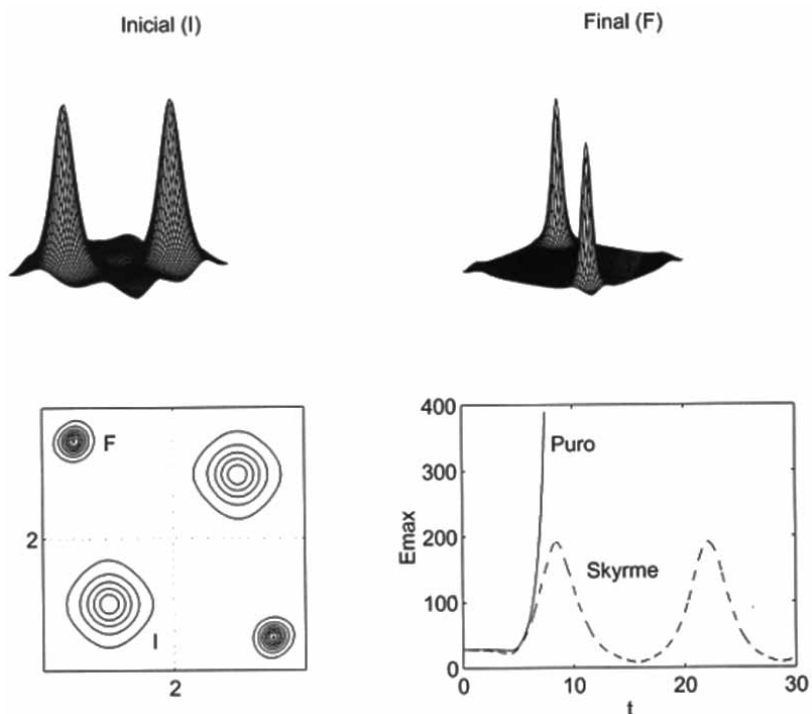 Inicial (I)
Final (F)
F
2
I
2
400
300
200
100
0
Emax
Puro
Skyrme
0
10
20
30
t